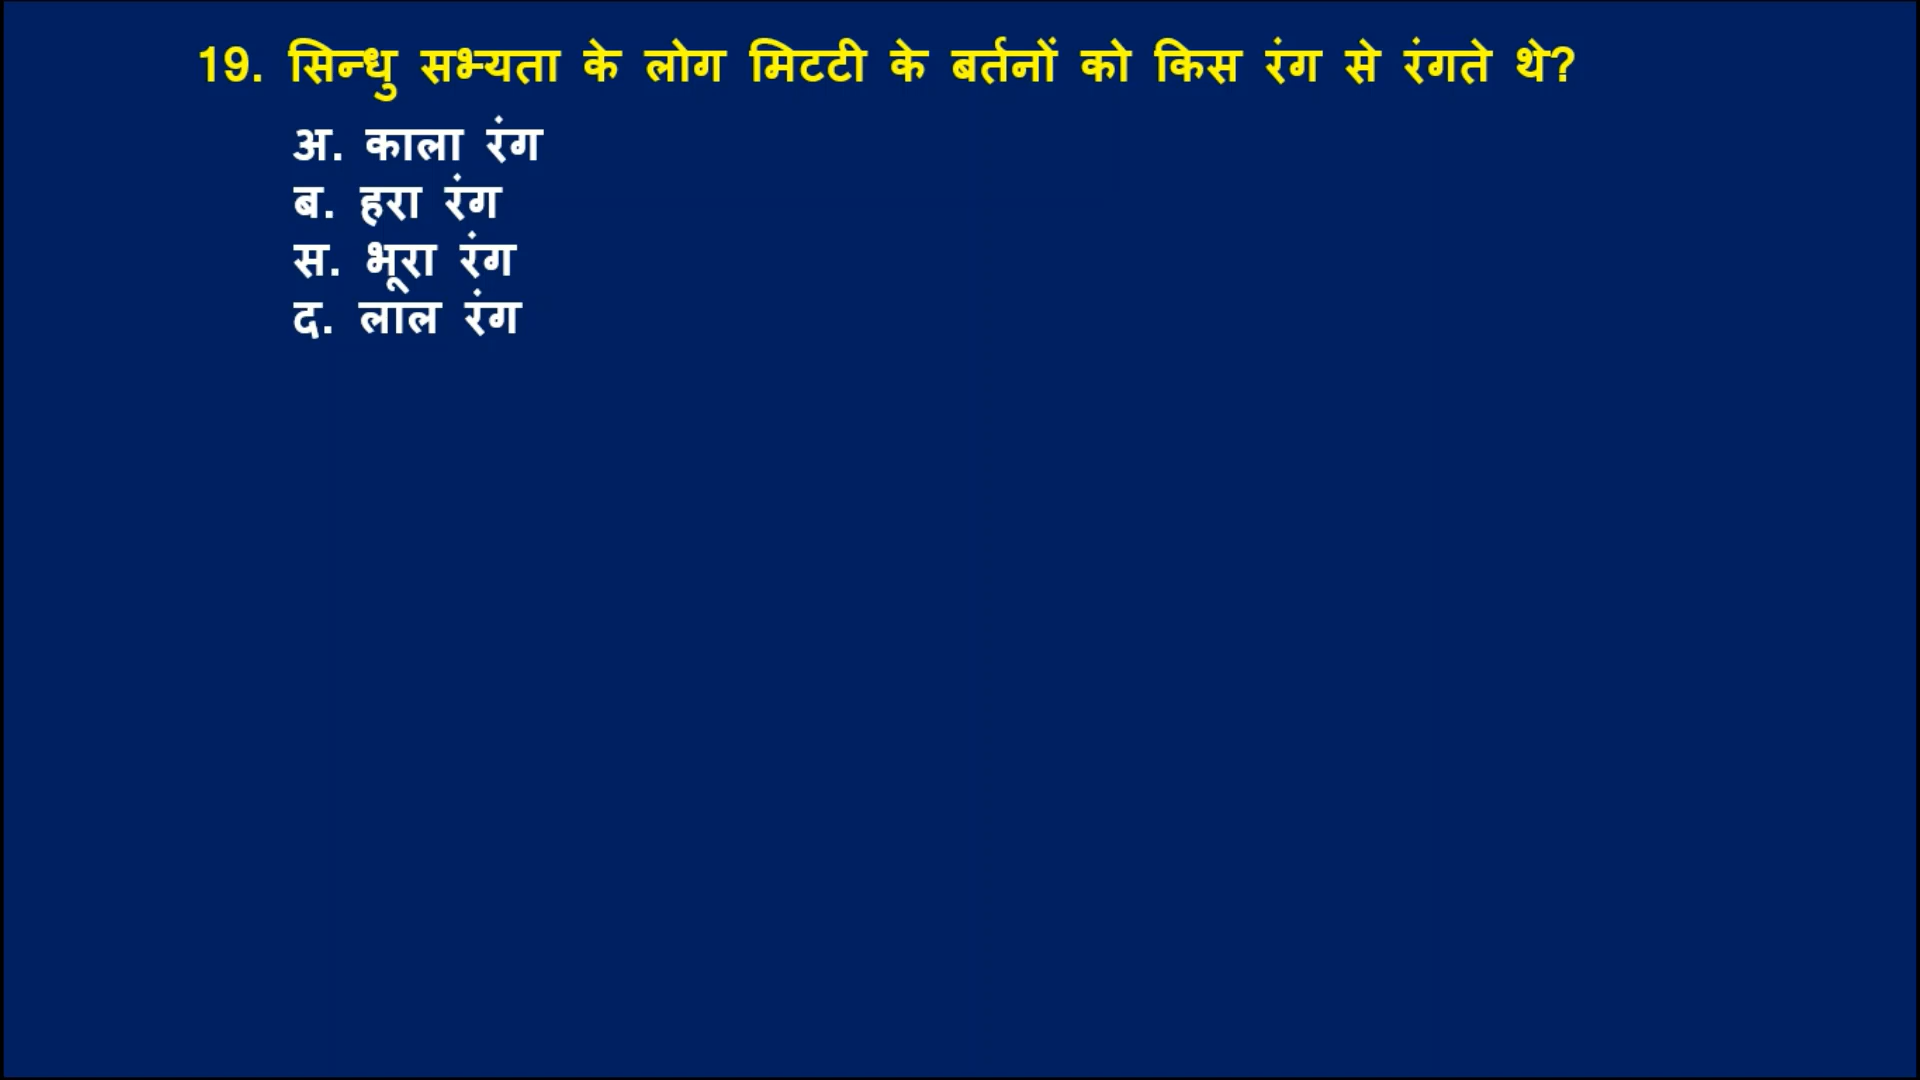 19. सिन्धु सभ्यता के लोग मिटटी के बर्तनों को किस रंग से रंगते थे?
अ. काला रंग
ब. हरा रंग
स. भूरा रंग
द. लाल रंग